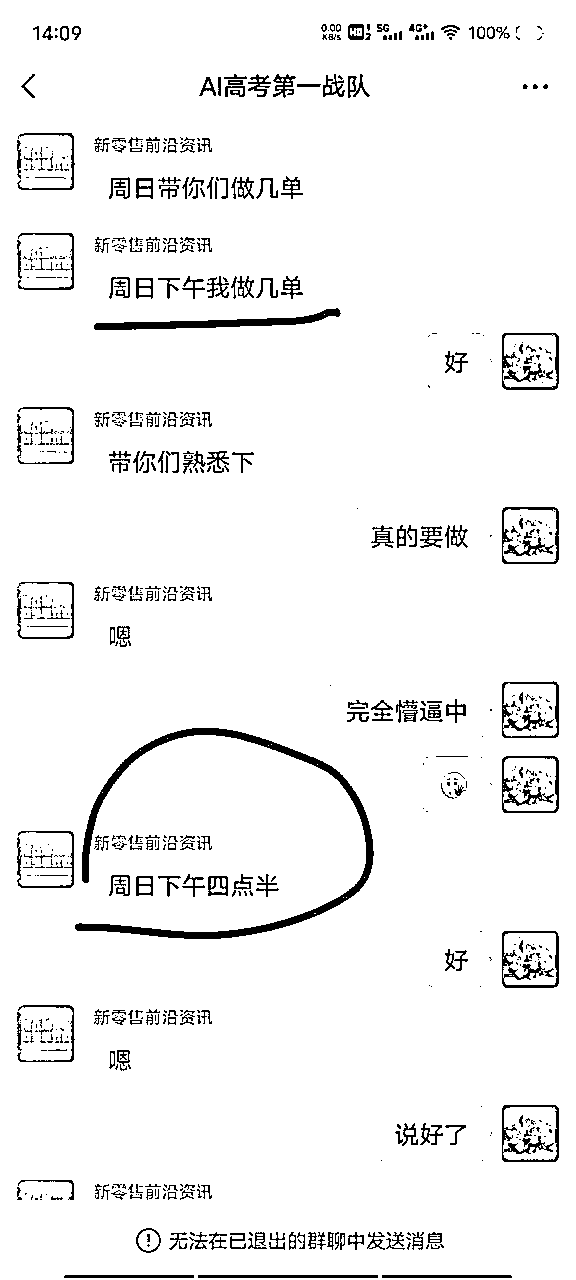 14:09
0.00 KB/s HD 1 2 5G 4G+ 100%
AI高考第一战队
新零售前沿资讯
周日带你们做几单
新零售前沿资讯
周日下午我做几单
好
新零售前沿资讯
带你们熟悉下
真的要做
新零售前沿资讯
嗯
完全懵逼中
新零售前沿资讯
周日下午四点半
好
新零售前沿资讯
嗯
说好了
新零售前沿资讯
无法在已退出的群聊中发送消息